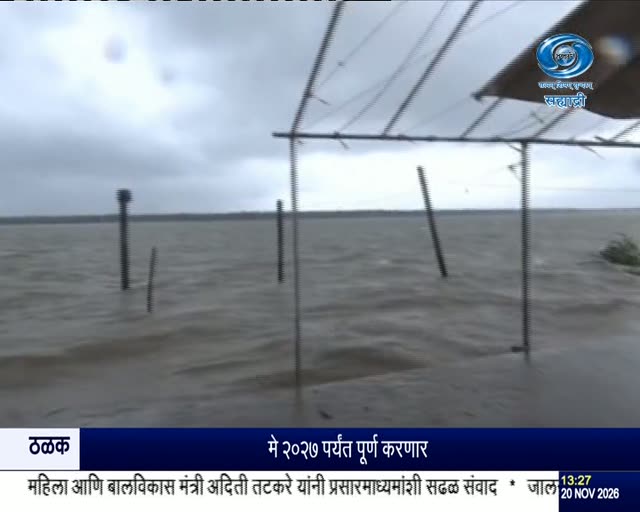 सह्याद्री
ठळक
मे २०२७ पर्यंत पूर्ण करणार
महिला आणि बालविकास मंत्री अदिती तटकरे यांनी प्रसारमाध्यमांशी सढळ संवाद * जाल
13:27
20 NOV 2026